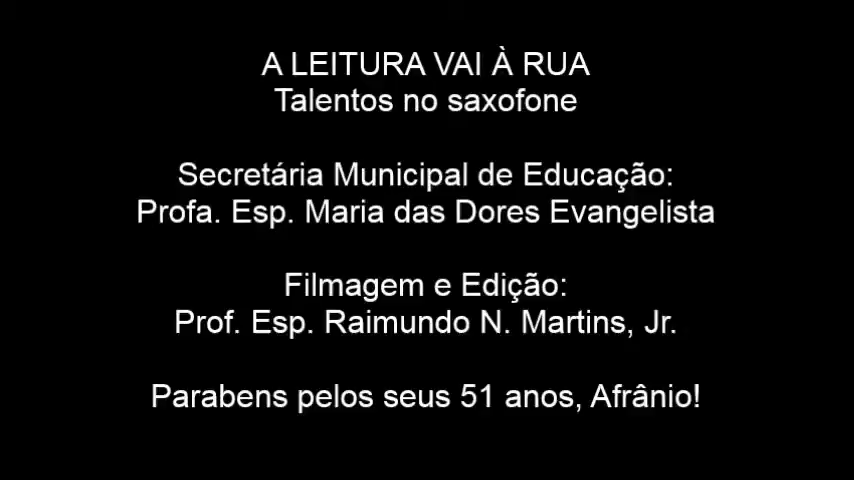 A LEITURA VAI À RUA
Talentos no saxofone
Secretária Municipal de Educação:
Profa. Esp. Maria das Dores Evangelista
Filmagem e Edição:
Prof. Esp. Raimundo N. Martins, Jr.
Parabens pelos seus 51 anos, Afrânio!